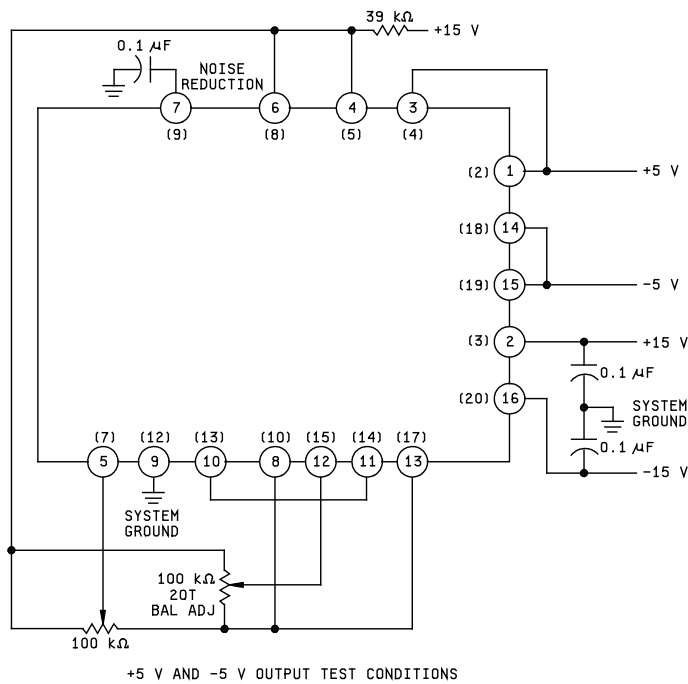 39 kΩ
+15 V
0.1 µF
NOISE
REDUCTION
7 6 4 3
(9) (8) (5) (4)
(2) 1 +5 V
(18) 14
(19) 15 -5 V
(3) 2 +15 V
0.1 µF
(20) 16
SYSTEM
GROUND
0.1 µF
-15 V
(7) (12) (13) (10) (15) (14) (17)
5 9 10 8 12 11 13
SYSTEM
GROUND
100 kΩ
20T
BAL ADJ
100 kΩ
+5 V AND -5 V OUTPUT TEST CONDITIONS